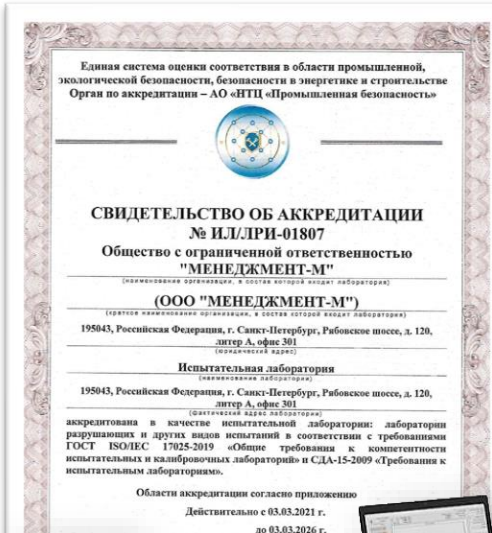 Единая система оценки соответствия в области промышленной,
экологической безопасности, безопасности в энергетике и строительстве
Орган по аккредитации – АО «НТЦ «Промышленная безопасность»
СВИДЕТЕЛЬСТВО ОБ АККРЕДИТАЦИИ
№ ИЛ/ЛРИ-01807
Общество с ограниченной ответственностью
"МЕНЕДЖМЕНТ-М"
(наименование организации, в состав которой входит лаборатория)
(ООО "МЕНЕДЖМЕНТ-М")
(краткое наименование организации, в состав которой входит лаборатория)
195043, Российская Федерация, г. Санкт-Петербург, Рябовское шоссе, д. 120,
литер А, офис 301
(юридический адрес)
Испытательная лаборатория
(наименование лаборатории)
195043, Российская Федерация, г. Санкт-Петербург, Рябовское шоссе, д. 120,
литер А, офис 301
(фактический адрес лаборатории)
аккредитована в качестве испытательной лаборатории: лаборатории
разрушающих и других видов испытаний в соответствии с требованиями
ГОСТ ISO/IEC 17025-2019 «Общие требования к компетентности
испытательных и калибровочных лабораторий» и СДА-15-2009 «Требования к
испытательным лабораториям».
Области аккредитации согласно приложению
Действительно с 03.03.2021 г.
до 03.03.2026 г.